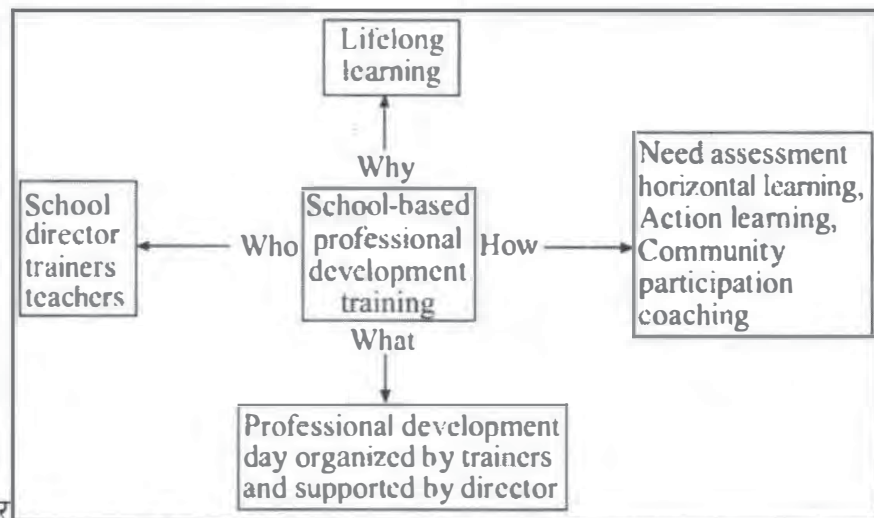 Lifelong
learning
Why
School
director
trainers
teachers
Who
School-based
professional
development
training
How
Need assessment
horizontal learning,
Action learning,
Community
participation
coaching
What
Professional development
day organized by trainers
and supported by director